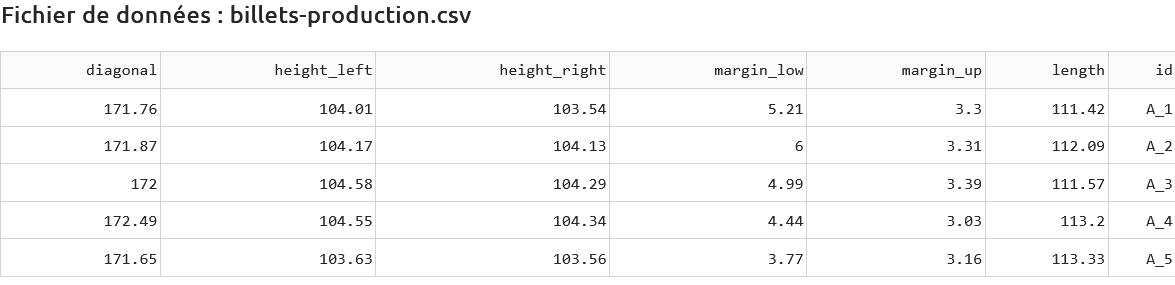 Fichier de données : billets-production.csv
diagonal height_left height_right margin_low margin_up length id
171.76 104.01 103.54 5.21 3.3 111.42 A_1
171.87 104.17 104.13 6 3.31 112.09 A_2
172 104.58 104.29 4.99 3.39 111.57 A_3
172.49 104.55 104.34 4.44 3.03 113.2 A_4
171.65 103.63 103.56 3.77 3.16 113.33 A_5